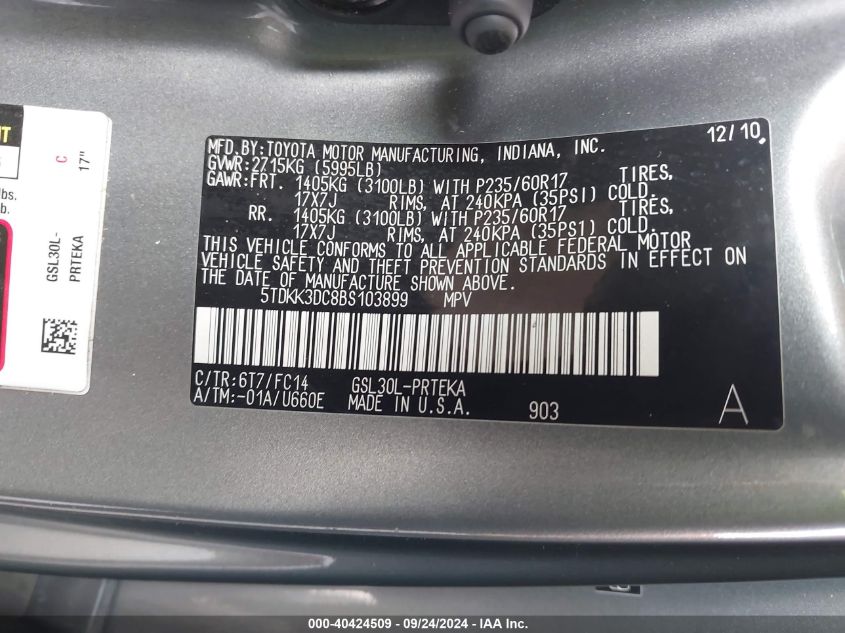 MFD.BY:TOYOTA MOTOR MANUFACTURING, INDIANA, INC. 12/10
GVWR:2715KG (5995LB)
GAWR:FRT. 1405KG (3100LB) WITH P235/60R17 TIRES,
17X7J RIMS, AT 240KPA (35PSI) COLD.
RR. 1405KG (3100LB) WITH P235/60R17 TIRES,
17X7J RIMS, AT 240KPA (35PSI) COLD.
THIS VEHICLE CONFORMS TO ALL APPLICABLE FEDERAL MOTOR
VEHICLE SAFETY AND THEFT PREVENTION STANDARDS IN EFFECT ON
THE DATE OF MANUFACTURE SHOWN ABOVE.
5TDKK3DC8BS103899 MPV
C/TR:6T7/FC14 GSL30L-PRTEKA
A/TM:-01A/U660E MADE IN U.S.A. 903 A
C
17"
lbs.
b.
GSL30L-
PRTEKA
000-40424509 - 09/24/2024 - © IAA Inc.